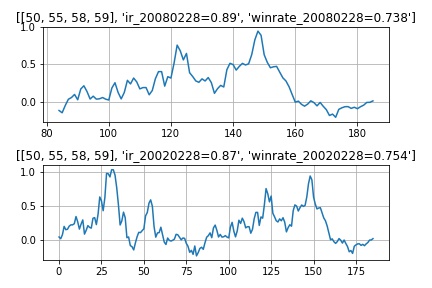 [[50, 55, 58, 59], 'ir_20080228=0.89', 'winrate_20080228=0.738']
1.0
0.5
0.0
80 100 120 140 160 180
[[50, 55, 58, 59], 'ir_20020228=0.87', 'winrate_20020228=0.754']
1.0
0.5
0.0
0 25 50 75 100 125 150 175